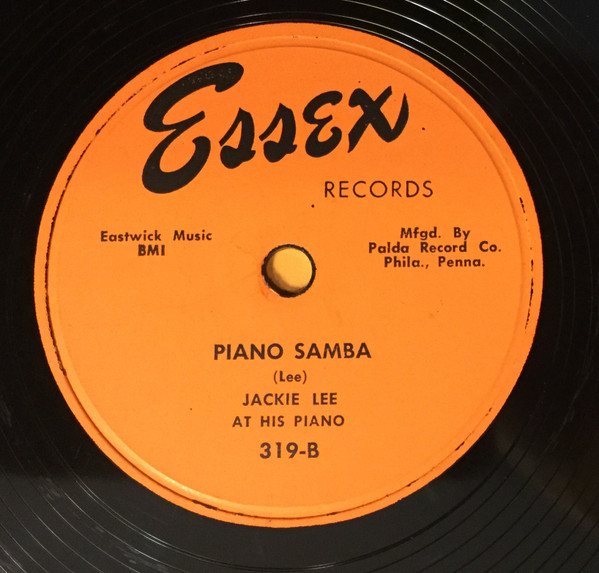 Essex
RECORDS
Eastwick Music
BMI
Mfgd. By
Palda Record Co.
Phila., Penna.
PIANO SAMBA
(Lee)
JACKIE LEE
AT HIS PIANO
319-B